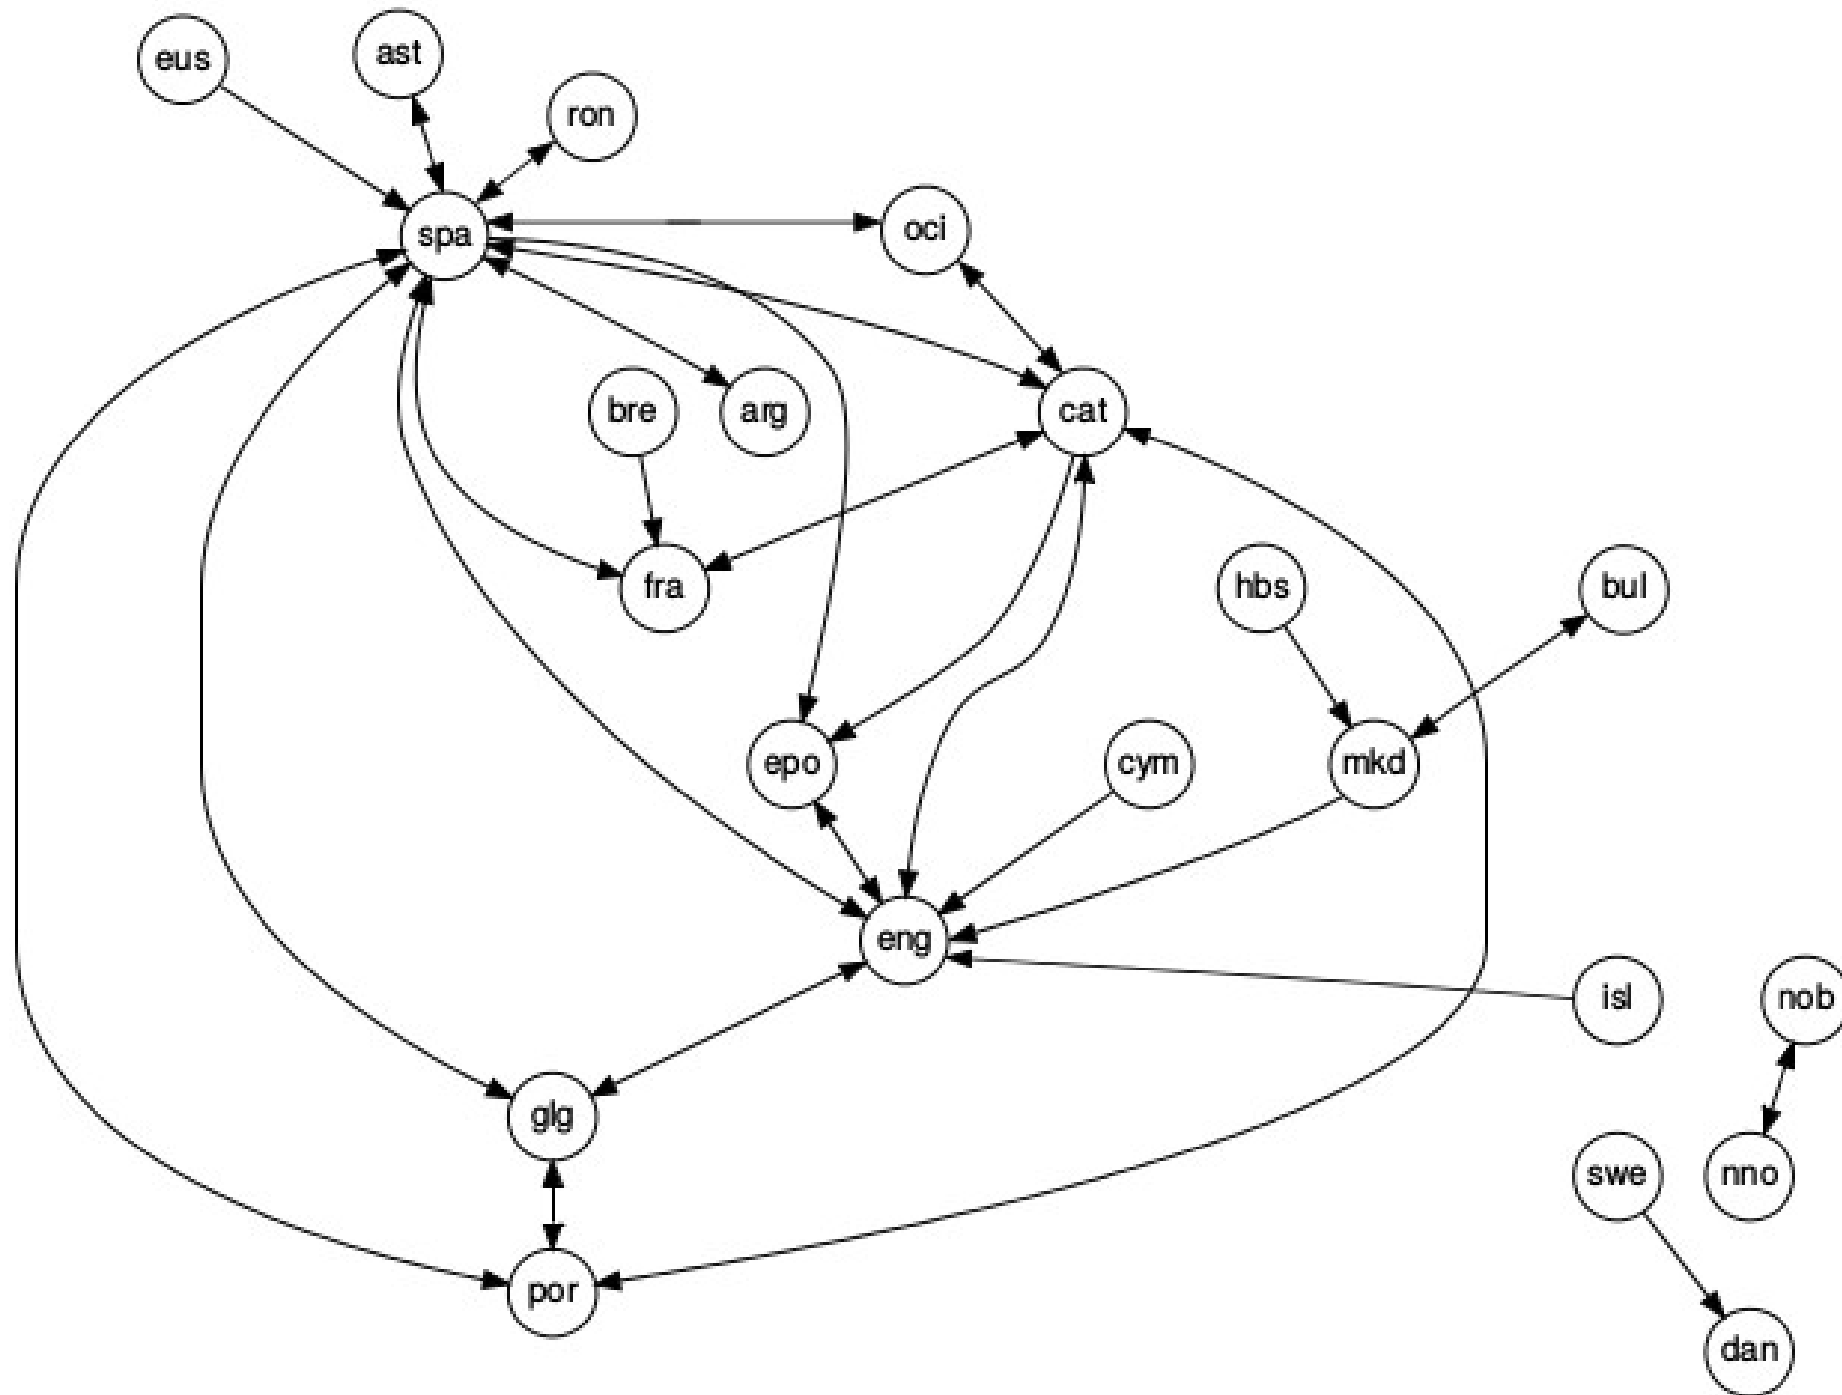 eus
ast
ron
spa
oci
bre
arg
cat
fra
hbs
bul
epo
cym
mkd
eng
isl
nob
glg
swe
nno
por
dan